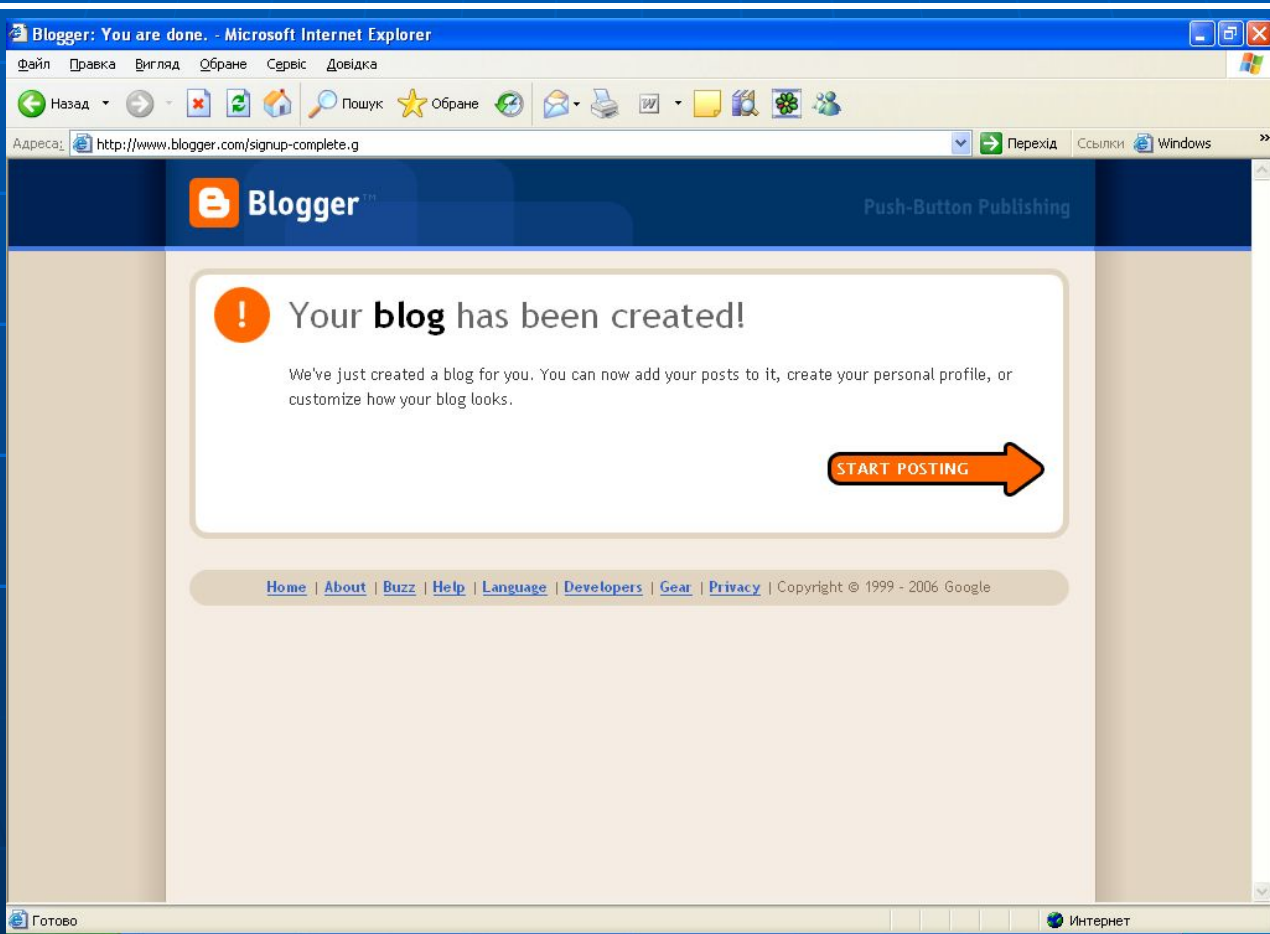 Blogger: You are done. - Microsoft Internet Explorer
Файл Правка Вигляд Обране Сервіс Довідка
Назад Пошук Обране
Адреса: http://www.blogger.com/signup-complete.g Перехід Ссылки Windows »
Blogger™ Push-Button Publishing
! Your blog has been created!
We've just created a blog for you. You can now add your posts to it, create your personal profile, or
customize how your blog looks.
START POSTING
Home | About | Buzz | Help | Language | Developers | Gear | Privacy | Copyright © 1999 - 2006 Google
Готово Интернет